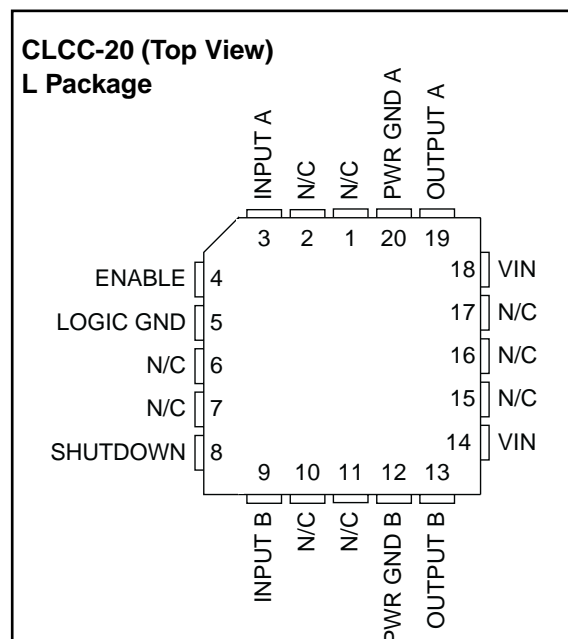 CLCC-20 (Top View)
L Package
INPUT A
N/C
N/C
PWR GND A
OUTPUT A
3
2
1
20
19
ENABLE
4
LOGIC GND
5
N/C
6
N/C
7
SHUTDOWN
8
18
VIN
17
N/C
16
N/C
15
N/C
14
VIN
9
10
11
12
13
INPUT B
N/C
N/C
PWR GND B
OUTPUT B